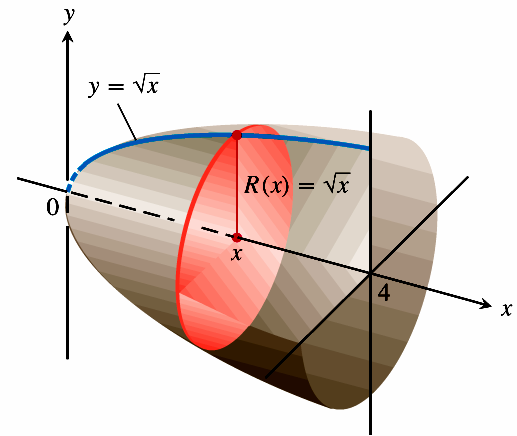 y
y = √x
R(x) = √x
0
x
4
x